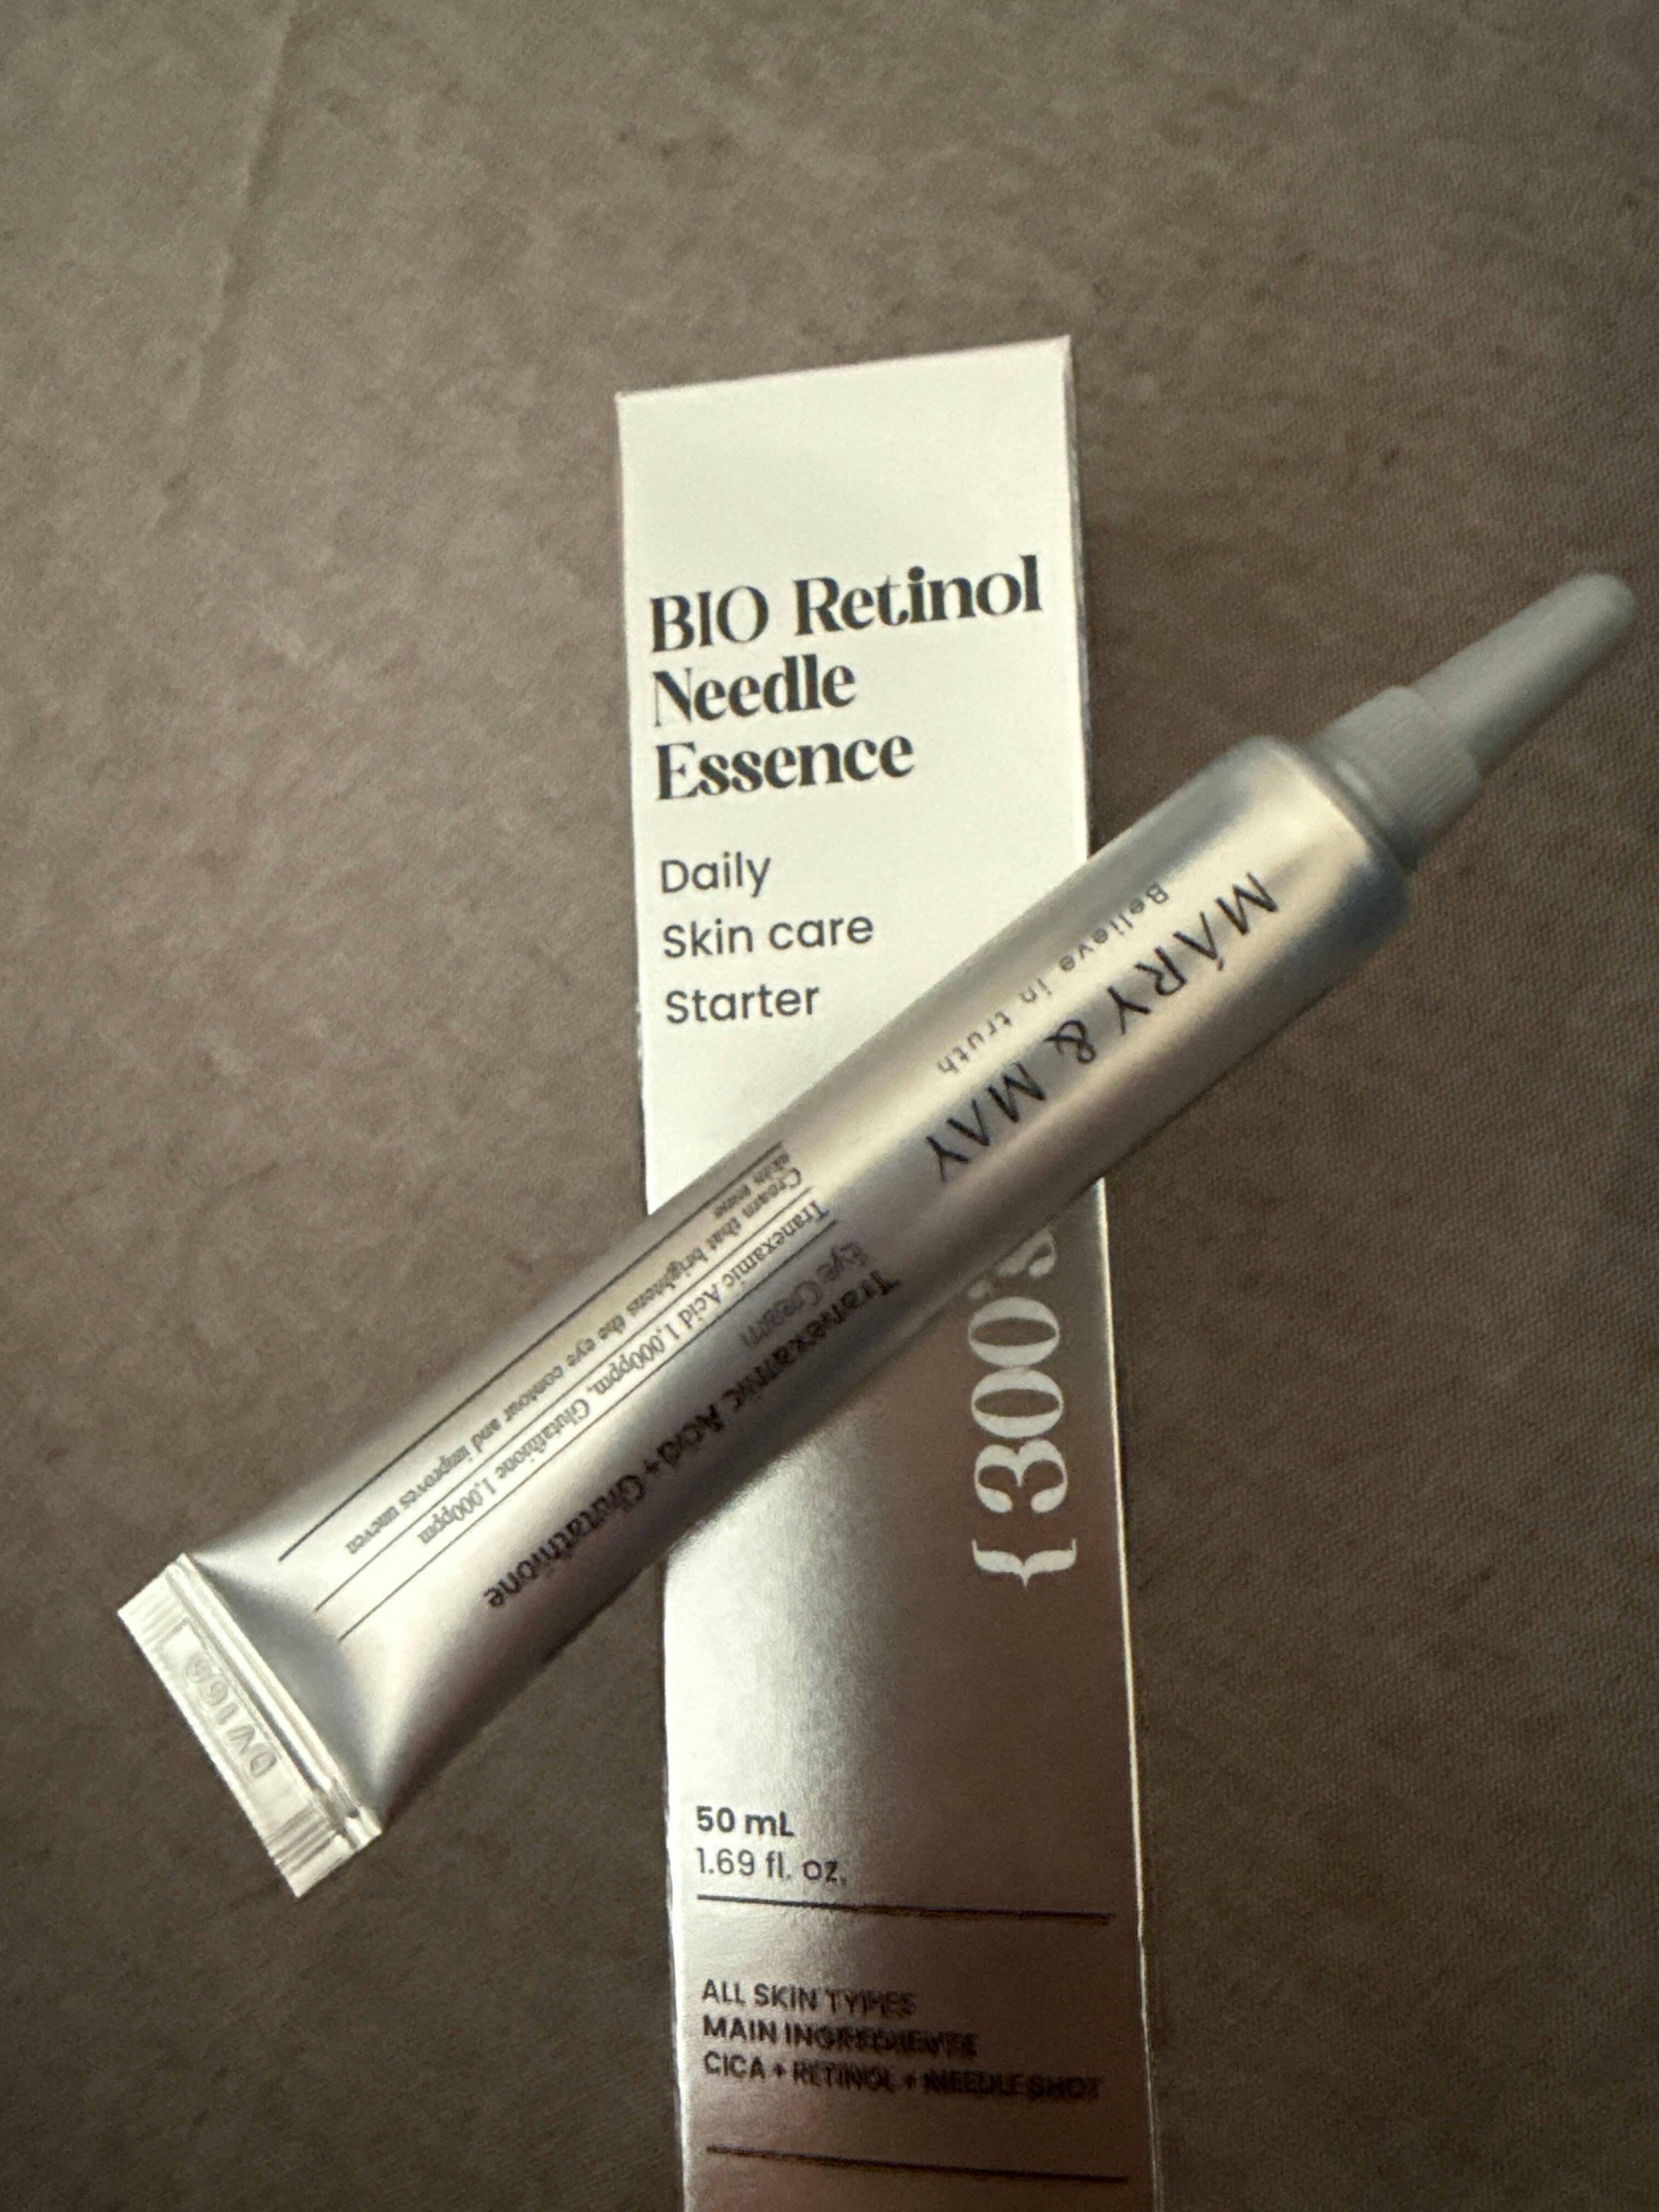 BIO Retinol
Needle
Essence
Daily
Skin care
Starter
{300's
50 mL
1.69 fl. oz.
ALL SKIN TYPES
MAIN INGREDIENTS
CICA + RETINOL + NEEDLE SHOT
MARY & MAY
Believe in truth
Tranexamic Acid + Glutathione
Eye Cream
Tranexamic Acid 1,000ppm, Glutathione 1,000ppm
Cream that brightens the eye contour and improves uneven
skin tone